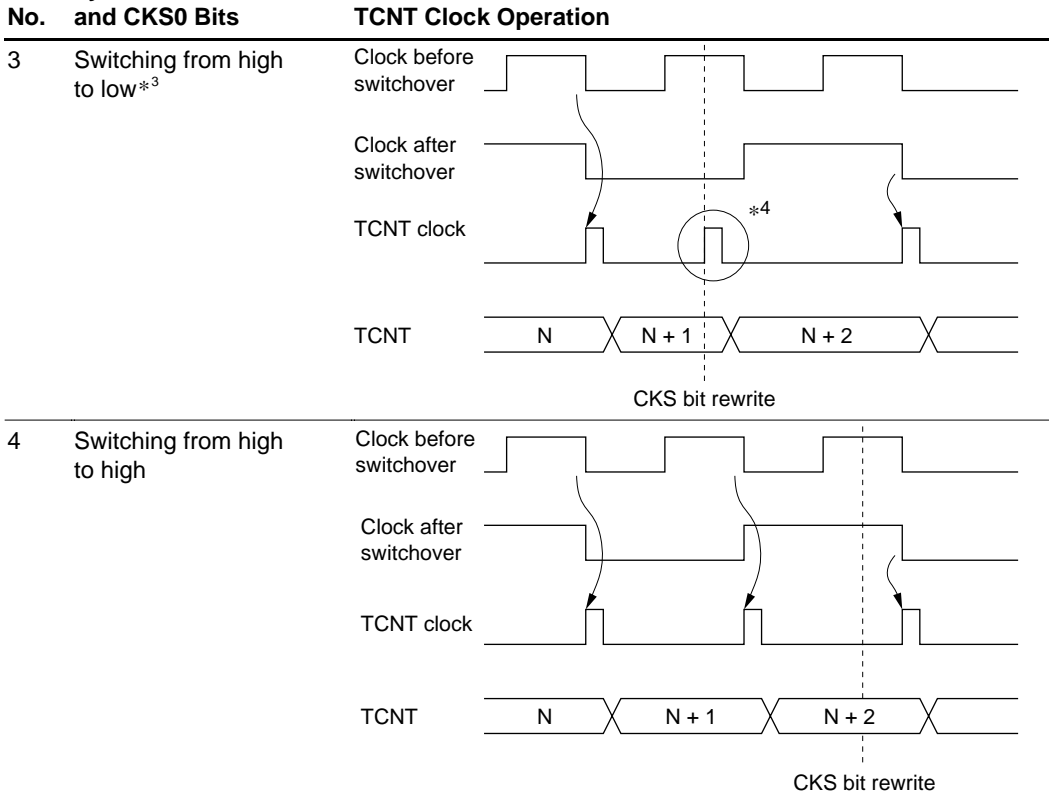 No. and CKS0 Bits TCNT Clock Operation
3 Switching from high to low*3
Clock before switchover
Clock after switchover
TCNT clock
*4
TCNT N N + 1 N + 2
CKS bit rewrite
4 Switching from high to high
Clock before switchover
Clock after switchover
TCNT clock
TCNT N N + 1 N + 2
CKS bit rewrite